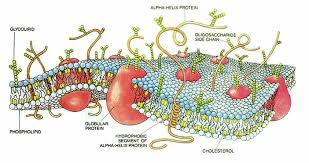 GLYCOLIPID
ALPHA-HELIX PROTEIN
OLIGOSACCHARIDE
SIDE CHAIN
PHOSPHOLIPID
GLOBULAR
PROTEIN
HYDROPHOBIC
SEGMENT OF
ALPHA-HELIX PROTEIN
CHOLESTEROL